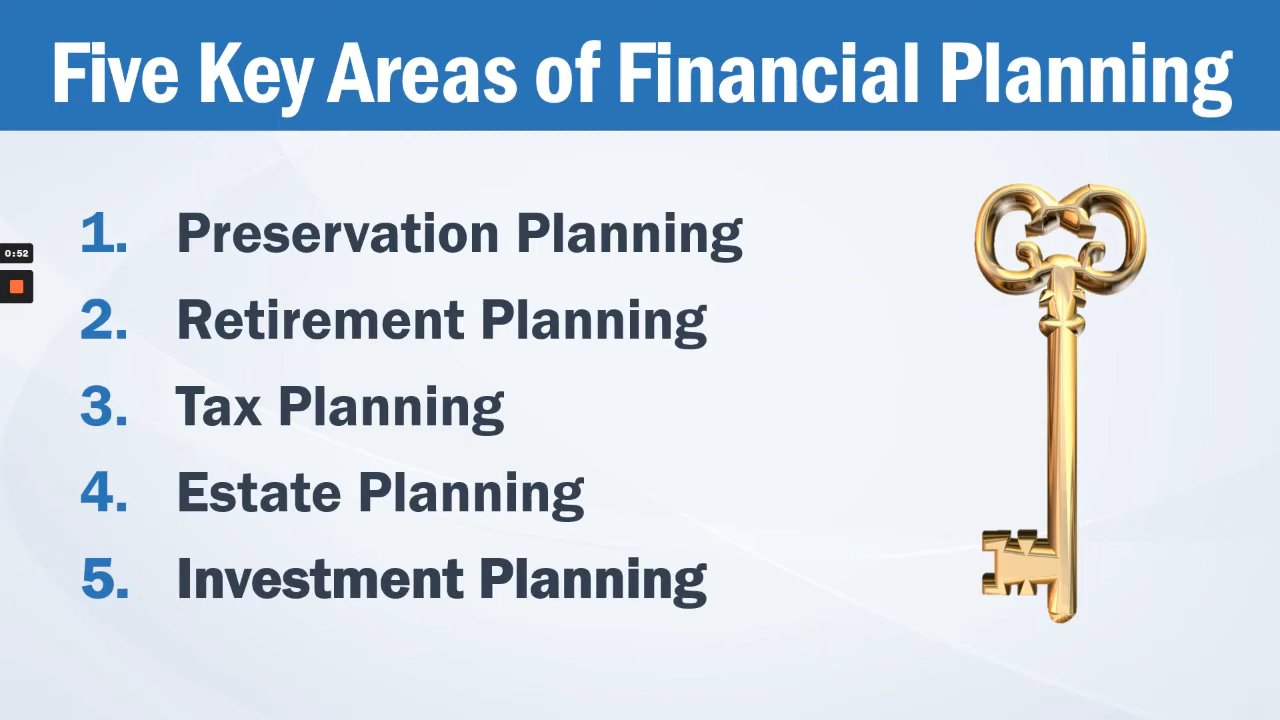 Five Key Areas of Financial Planning
1. Preservation Planning
0:52
2. Retirement Planning
3. Tax Planning
4. Estate Planning
5. Investment Planning